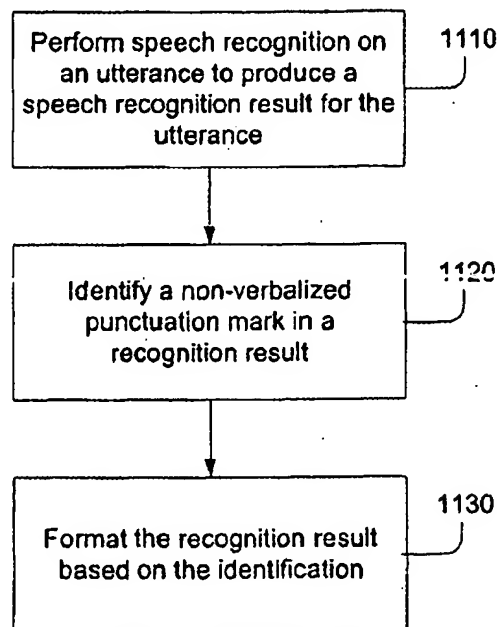 Perform speech recognition on
an utterance to produce a
speech recognition result for the
utterance
1110
Identify a non-verbalized
punctuation mark in a
recognition result
1120
Format the recognition result
based on the identification
1130